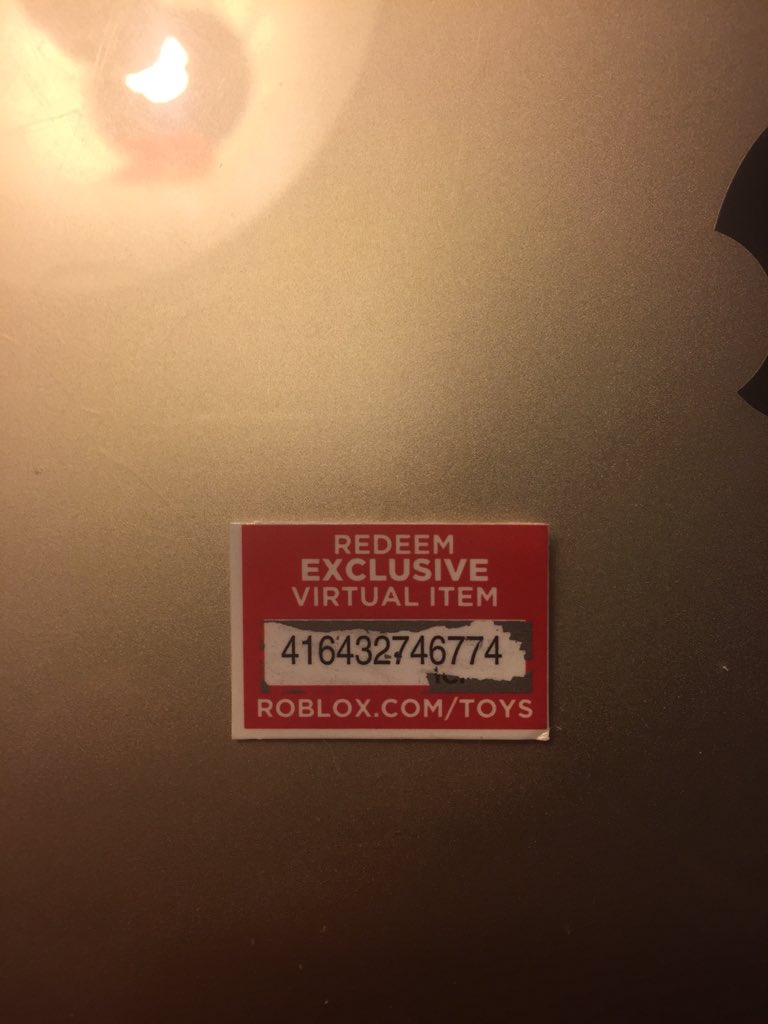 REDEEM
EXCLUSIVE
VIRTUAL ITEM
416432746774
ROBLOX.COM/TOYS